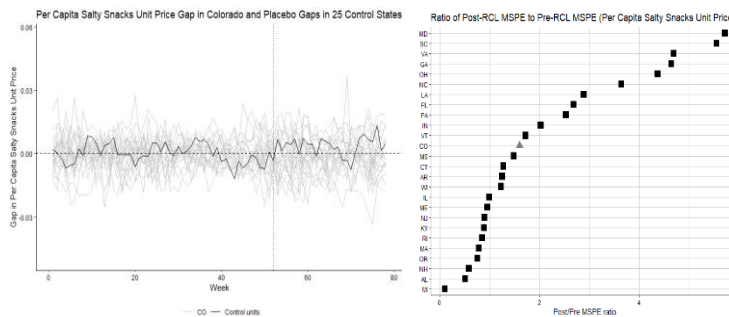 Per Capita Salty Snacks Unit Price Gap in Colorado and Placebo Gaps in 25 Control States
0.06
0.03
0.00
-0.03
Gap in Per Capita Salty Snacks Unit Price
0
20
40
60
80
Week
CO
Control units
Ratio of Post-RCL MSPE to Pre-RCL MSPE (Per Capita Salty Snacks Unit Price
MD
SC
VA
GA
OH
NC
LA
FL
PA
IN
VT
CO
MS
CT
AR
WI
IL
ME
NJ
KY
RI
MA
OR
NH
AL
MI
0
2
4
Post/Pre MSPE ratio